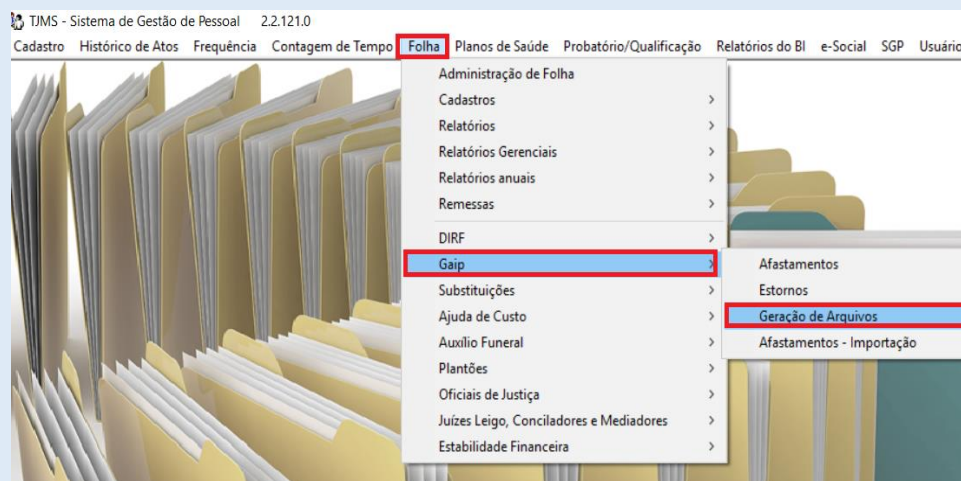 TJMS - Sistema de Gestão de Pessoal 2.2.121.0
Cadastro Histórico de Atos Frequência Contagem de Tempo Folha Planos de Saúde Probatório/Qualificação Relatórios do BI e-Social SGP Usuário
Administração de Folha
Cadastros
Relatórios
Relatórios Gerenciais
Relatórios anuais
Remessas
DIRF
Gaip
Substituições
Ajuda de Custo
Auxílio Funeral
Plantões
Oficiais de Justiça
Juízes Leigo, Conciladores e Mediadores
Estabilidade Financeira
Afastamentos
Estornos
Geração de Arquivos
Afastamentos - Importação